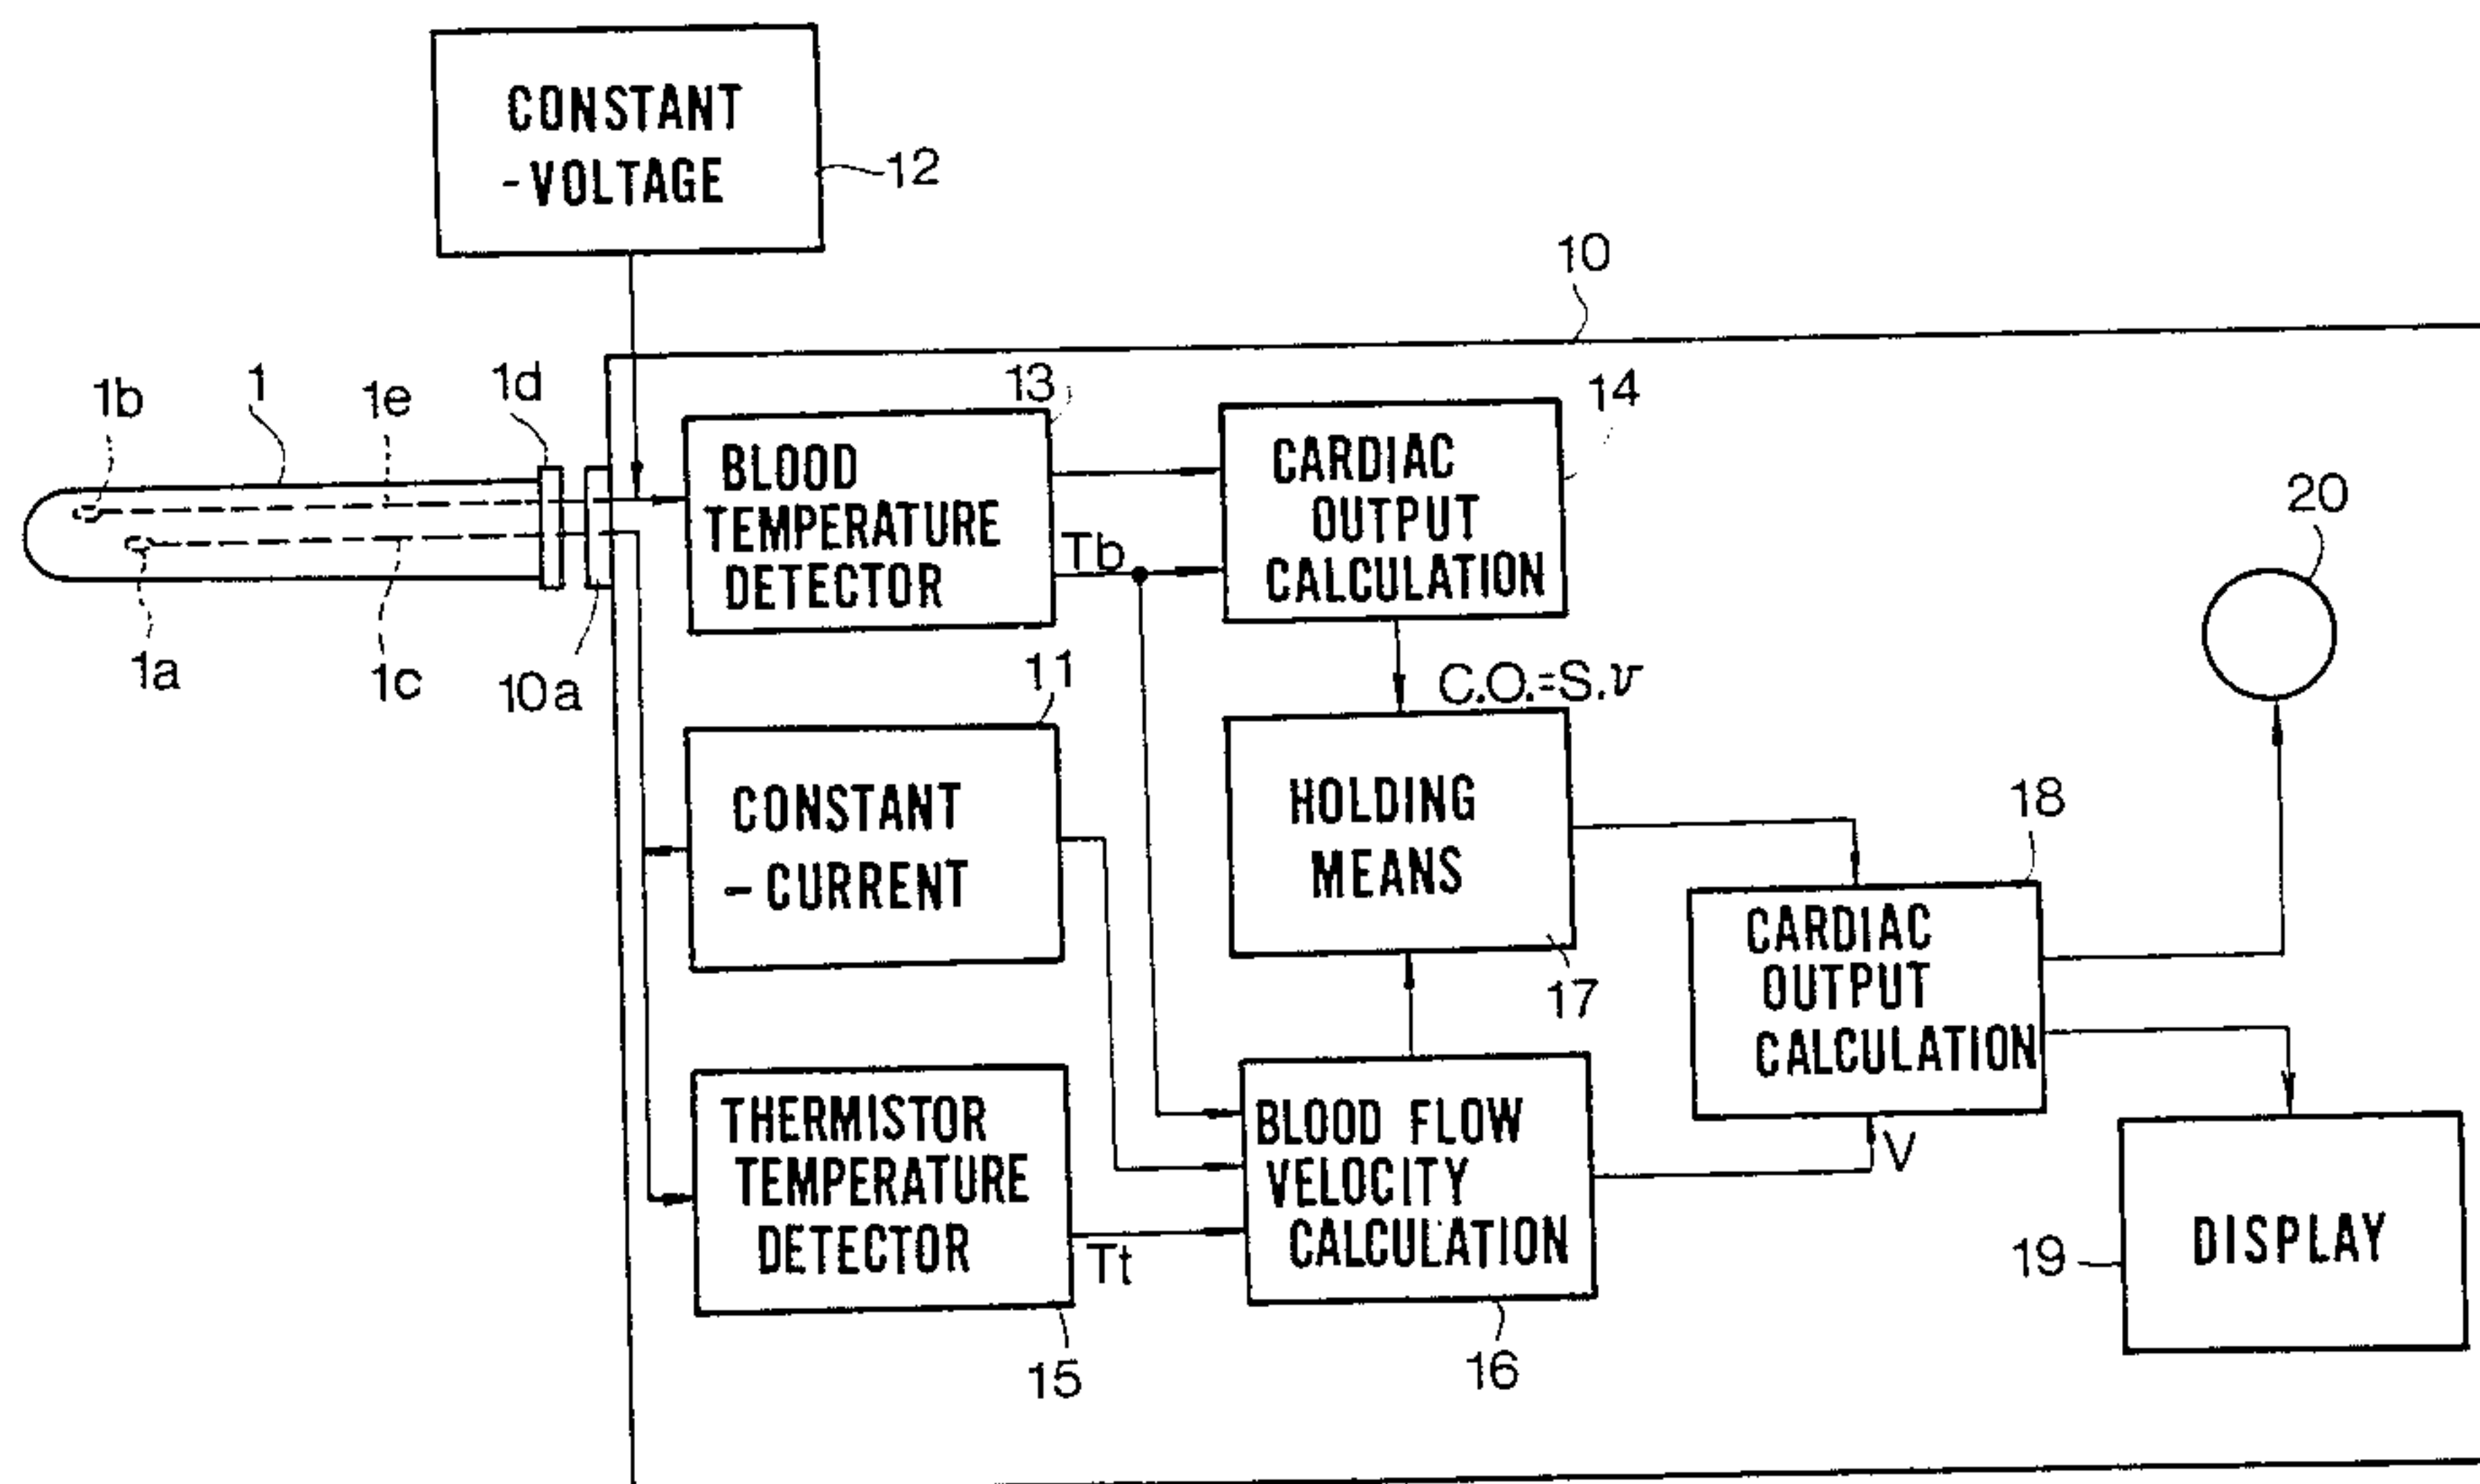 CONSTANT
-VOLTAGE
12
10
1b
1
1e
1d
13
14
BLOOD
TEMPERATURE
DETECTOR
CARDIAC
OUTPUT
CALCULATION
20
Tb
1a
1c
10a
11
C.O.=S.v
CONSTANT
-CURRENT
HOLDING
MEANS
18
17
CARDIAC
OUTPUT
CALCULATION
THERMISTOR
TEMPERATURE
DETECTOR
BLOOD FLOW
VELOCITY
CALCULATION
V
Tt
19
DISPLAY
15
16